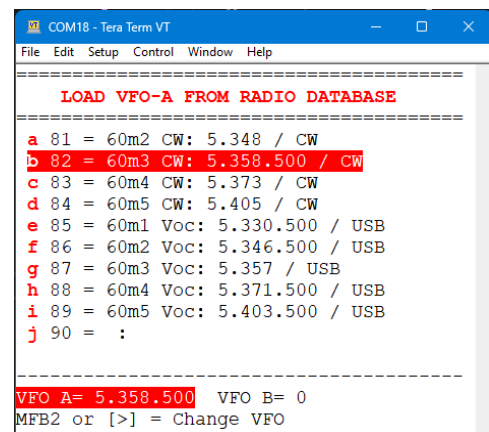 COM18 - Tera Term VT
File Edit Setup Control Window Help
================================================
LOAD VFO-A FROM RADIO DATABASE
================================================
a 81 = 60m2 CW: 5.348 / CW
b 82 = 60m3 CW: 5.358.500 / CW
c 83 = 60m4 CW: 5.373 / CW
d 84 = 60m5 CW: 5.405 / CW
e 85 = 60m1 Voc: 5.330.500 / USB
f 86 = 60m2 Voc: 5.346.500 / USB
g 87 = 60m3 Voc: 5.357 / USB
h 88 = 60m4 Voc: 5.371.500 / USB
i 89 = 60m5 Voc: 5.403.500 / USB
j 90 =  :
------------------------------------------------
VFO A= 5.358.500  VFO B= 0
MFB2 or [>] = Change VFO